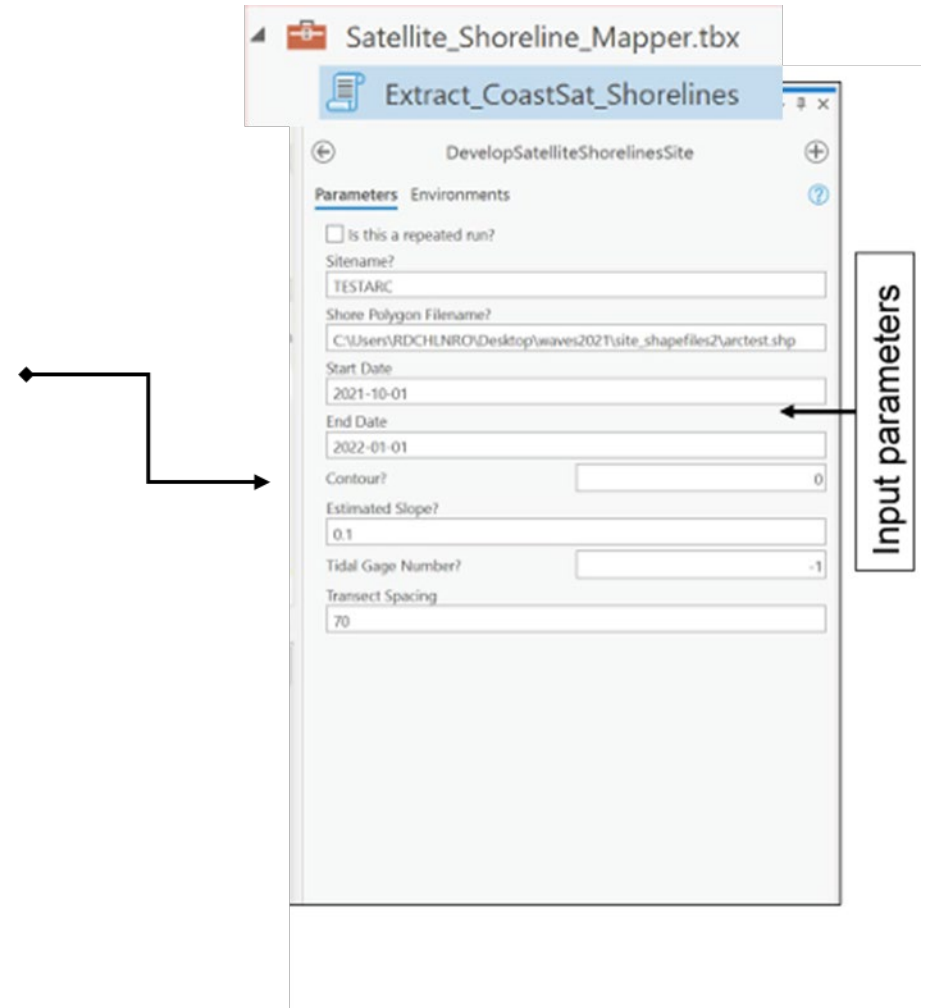 Satellite_Shoreline_Mapper.tbx
Extract_CoastSat_Shorelines
DevelopSatelliteShorelinesSite
Parameters Environments
Is this a repeated run?
Sitename?
TESTARC
Shore Polygon Filename?
C:\Users\RDCHLNRO\Desktop\waves2021\site_shapefiles2\arctest.shp
Start Date
2021-10-01
End Date
2022-01-01
Contour? 0
Estimated Slope?
0.1
Tidal Gage Number? -1
Transect Spacing
70
Input parameters